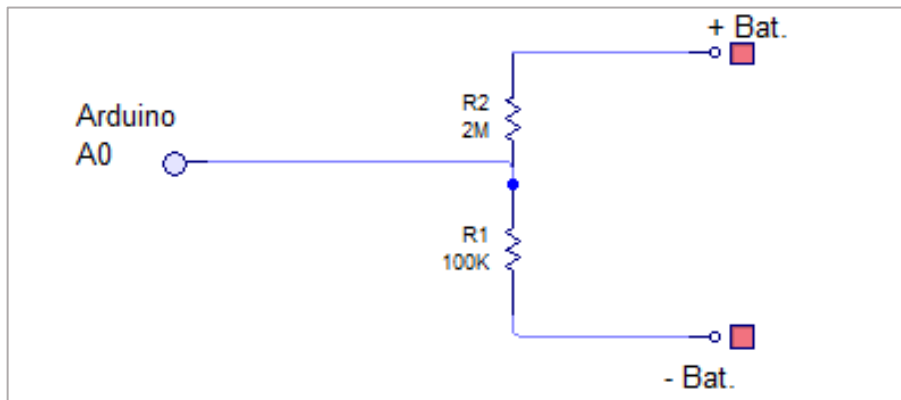 + Bat.
R2
2M
Arduino
A0
R1
100K
- Bat.